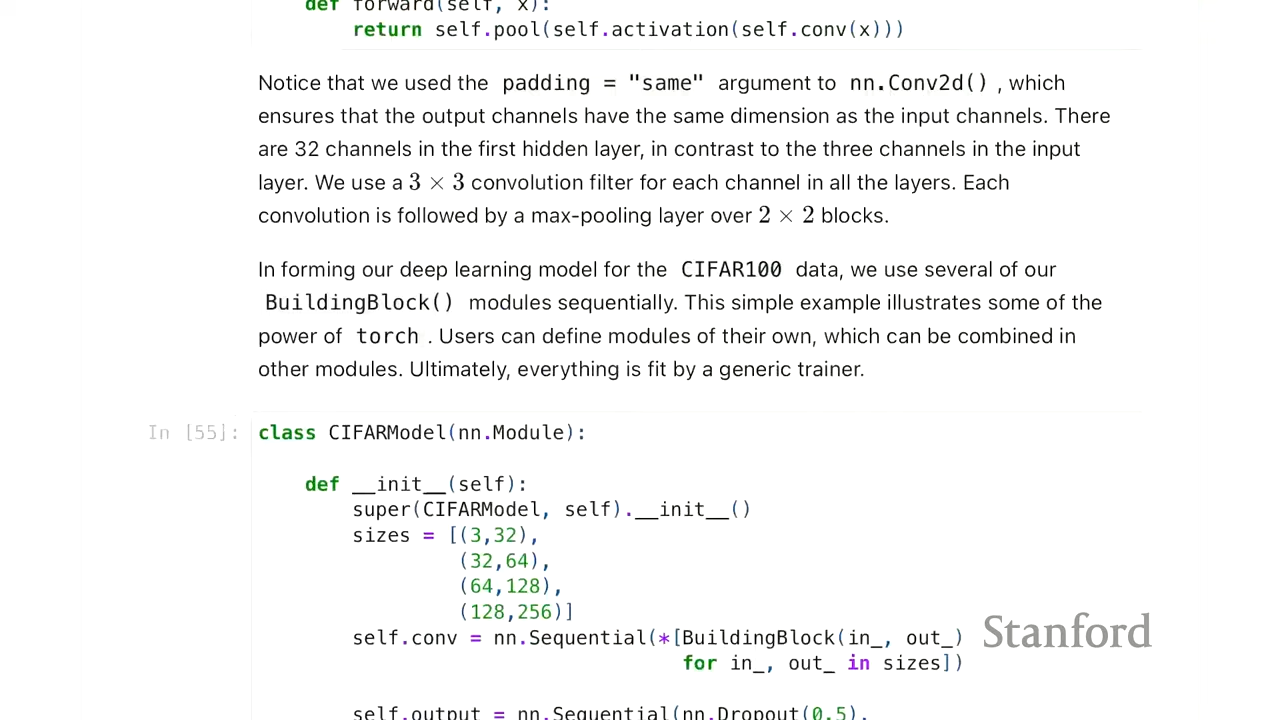 def forward(self, x):
return self.pool(self.activation(self.conv(x)))
Notice that we used the padding = "same" argument to nn.Conv2d() , which
ensures that the output channels have the same dimension as the input channels. There
are 32 channels in the first hidden layer, in contrast to the three channels in the input
layer. We use a 3 × 3 convolution filter for each channel in all the layers. Each
convolution is followed by a max-pooling layer over 2 × 2 blocks.
In forming our deep learning model for the CIFAR100 data, we use several of our
BuildingBlock() modules sequentially. This simple example illustrates some of the
power of torch . Users can define modules of their own, which can be combined in
other modules. Ultimately, everything is fit by a generic trainer.
In [55]: class CIFARModel(nn.Module):
def __init__(self):
super(CIFARModel, self).__init__()
sizes = [(3,32),
(32,64),
(64,128),
(128,256)]
self.conv = nn.Sequential(*[BuildingBlock(in_, out_)
for in_, out_ in sizes])
self.output = nn.Sequential(nn.Dropout(0.5),
Stanford